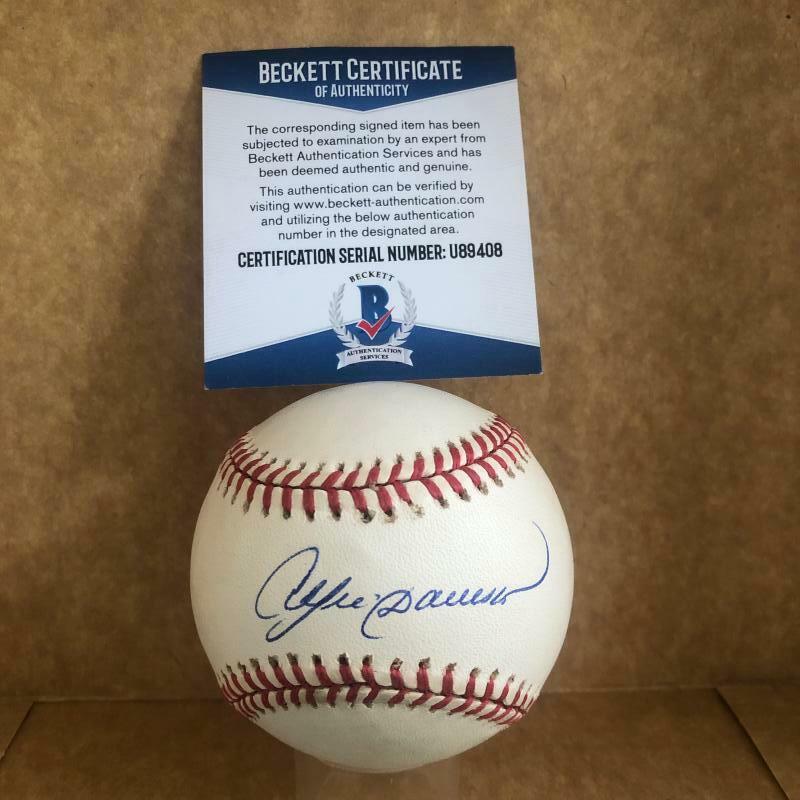 BECKETT CERTIFICATE
OF AUTHENTICITY
The corresponding signed item has been
subjected to examination by an expert from
Beckett Authentication Services and has
been deemed authentic and genuine.
This authentication can be verified by
visiting www.beckett-authentication.com
and utilizing the below authentication
number in the designated area.
CERTIFICATION SERIAL NUMBER: U89408
BECKETT
B
AUTHENTICATION
SERVICES
Andre Dawson